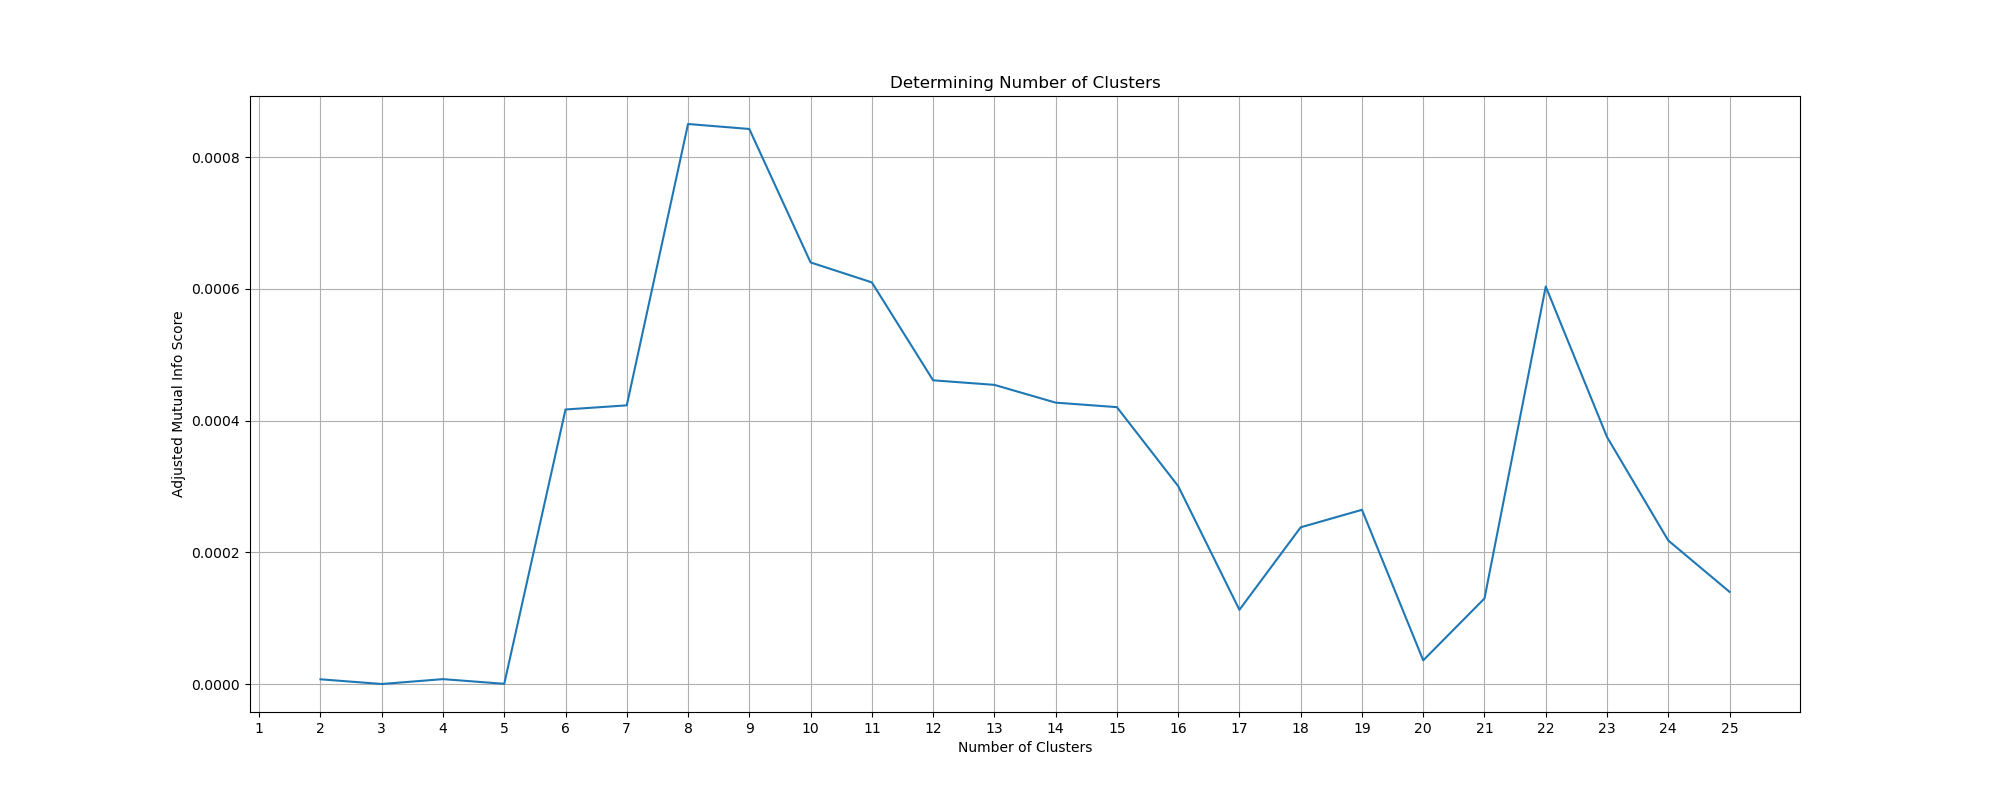 Determining Number of Clusters
Adjusted Mutual Info Score
0.0008
0.0006
0.0004
0.0002
0.0000
1 2 3 4 5 6 7 8 9 10 11 12 13 14 15 16 17 18 19 20 21 22 23 24 25
Number of Clusters